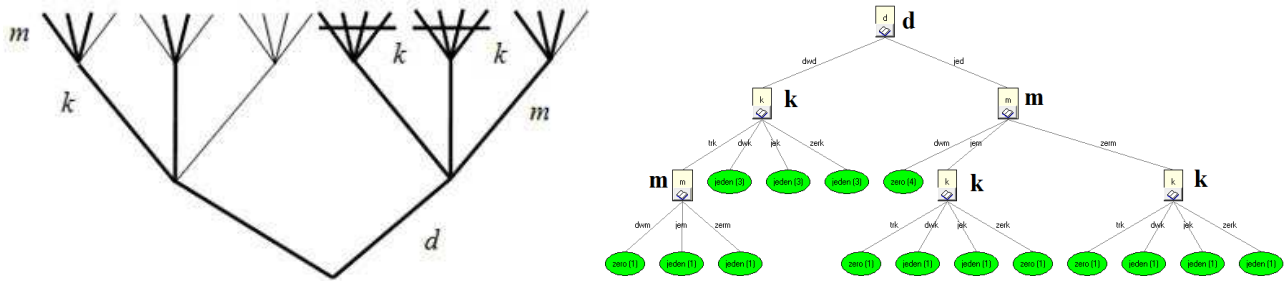 m
k
k
k
m
d
d
d
dwd
jed
k
k
m
m
trk
dwk
jek
zerk
dwm
jem
zerm
m
m
jeden (3)
jeden (3)
jeden (3)
zero (4)
k
k
k
k
dwm
jem
zerm
trk
dwk
jek
zerk
trk
dwk
jek
zerk
zero (1)
jeden (1)
jeden (1)
zero (1)
jeden (1)
jeden (1)
zero (1)
zero (1)
jeden (1)
jeden (1)
jeden (1)